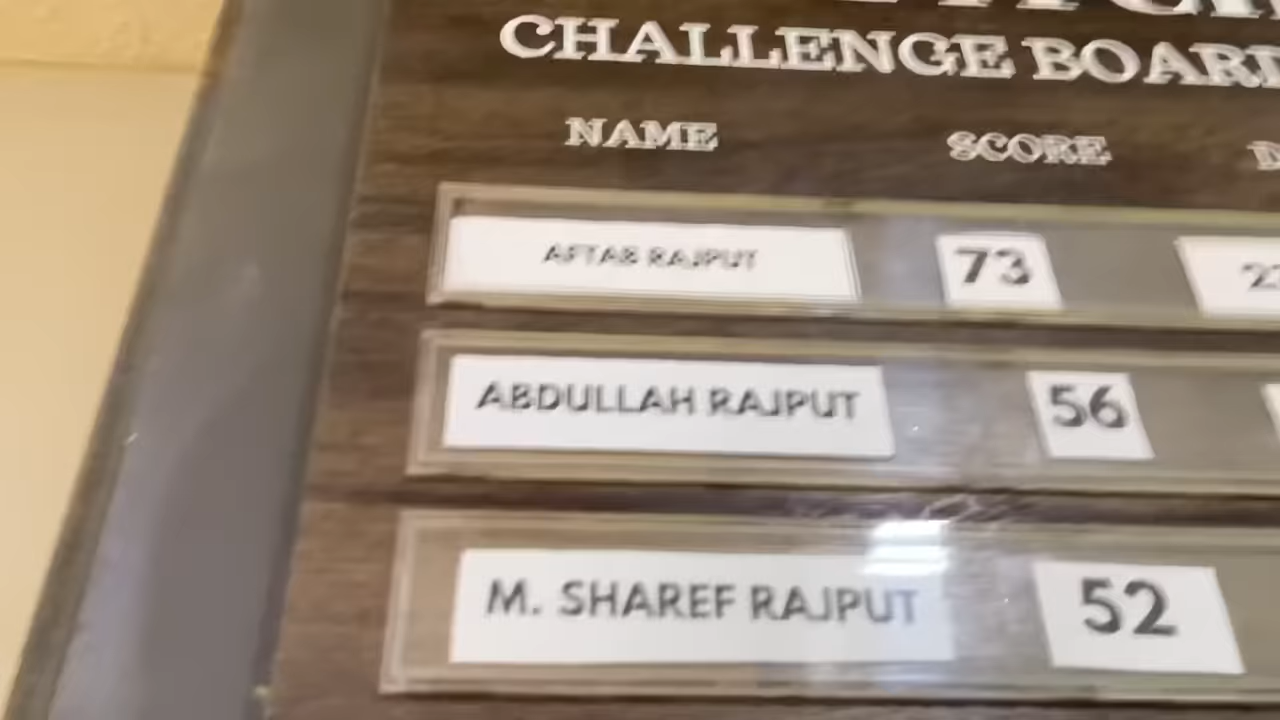 CHALLENGE BOARD
NAME SCORE
AFTAB RAJPUT 73
ABDULLAH RAJPUT 56
M. SHAREF RAJPUT 52